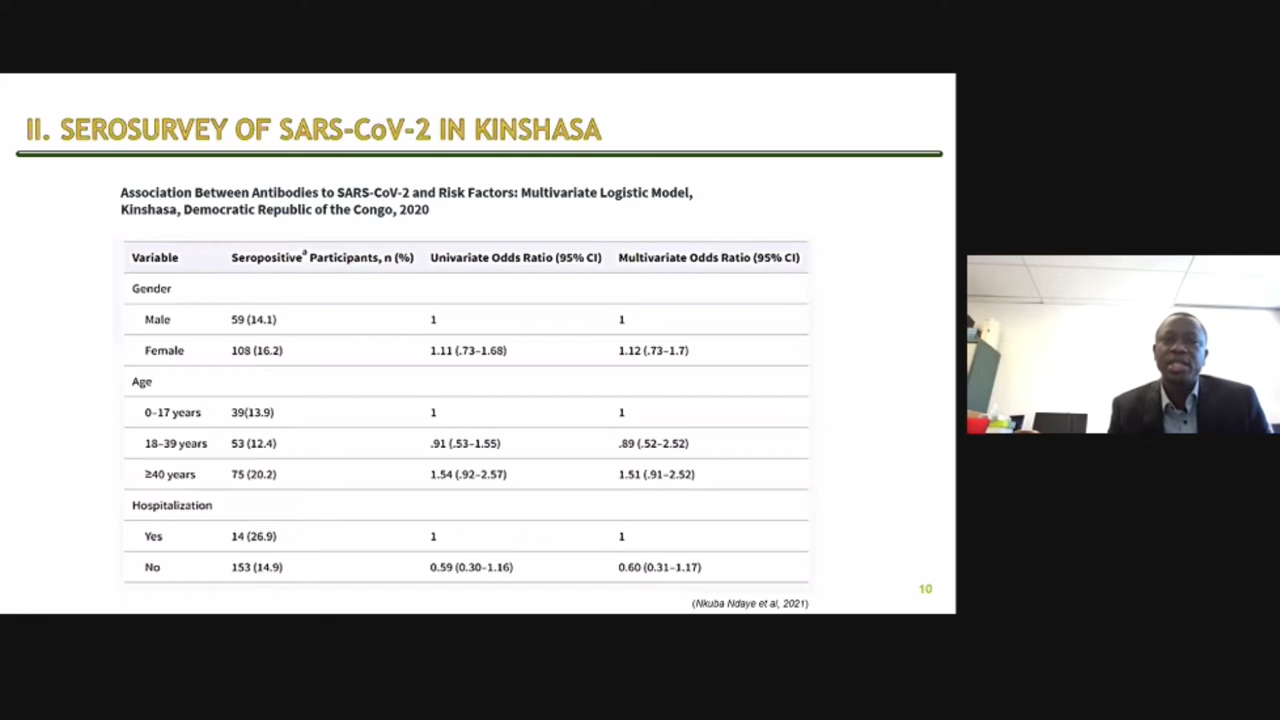 II. SEROSURVEY OF SARS-CoV-2 IN KINSHASA
Association Between Antibodies to SARS-CoV-2 and Risk Factors: Multivariate Logistic Model,
Kinshasa, Democratic Republic of the Congo, 2020
Variable Seropositiveª Participants, n (%) Univariate Odds Ratio (95% CI) Multivariate Odds Ratio (95% CI)
Gender
Male 59 (14.1) 1 1
Female 108 (16.2) 1.11 (.73–1.68) 1.12 (.73–1.7)
Age
0–17 years 39(13.9) 1 1
18–39 years 53 (12.4) .91 (.53–1.55) .89 (.52–2.52)
≥40 years 75 (20.2) 1.54 (.92–2.57) 1.51 (.91–2.52)
Hospitalization
Yes 14 (26.9) 1 1
No 153 (14.9) 0.59 (0.30–1.16) 0.60 (0.31–1.17)
10
(Nkuba Ndaye et al, 2021)